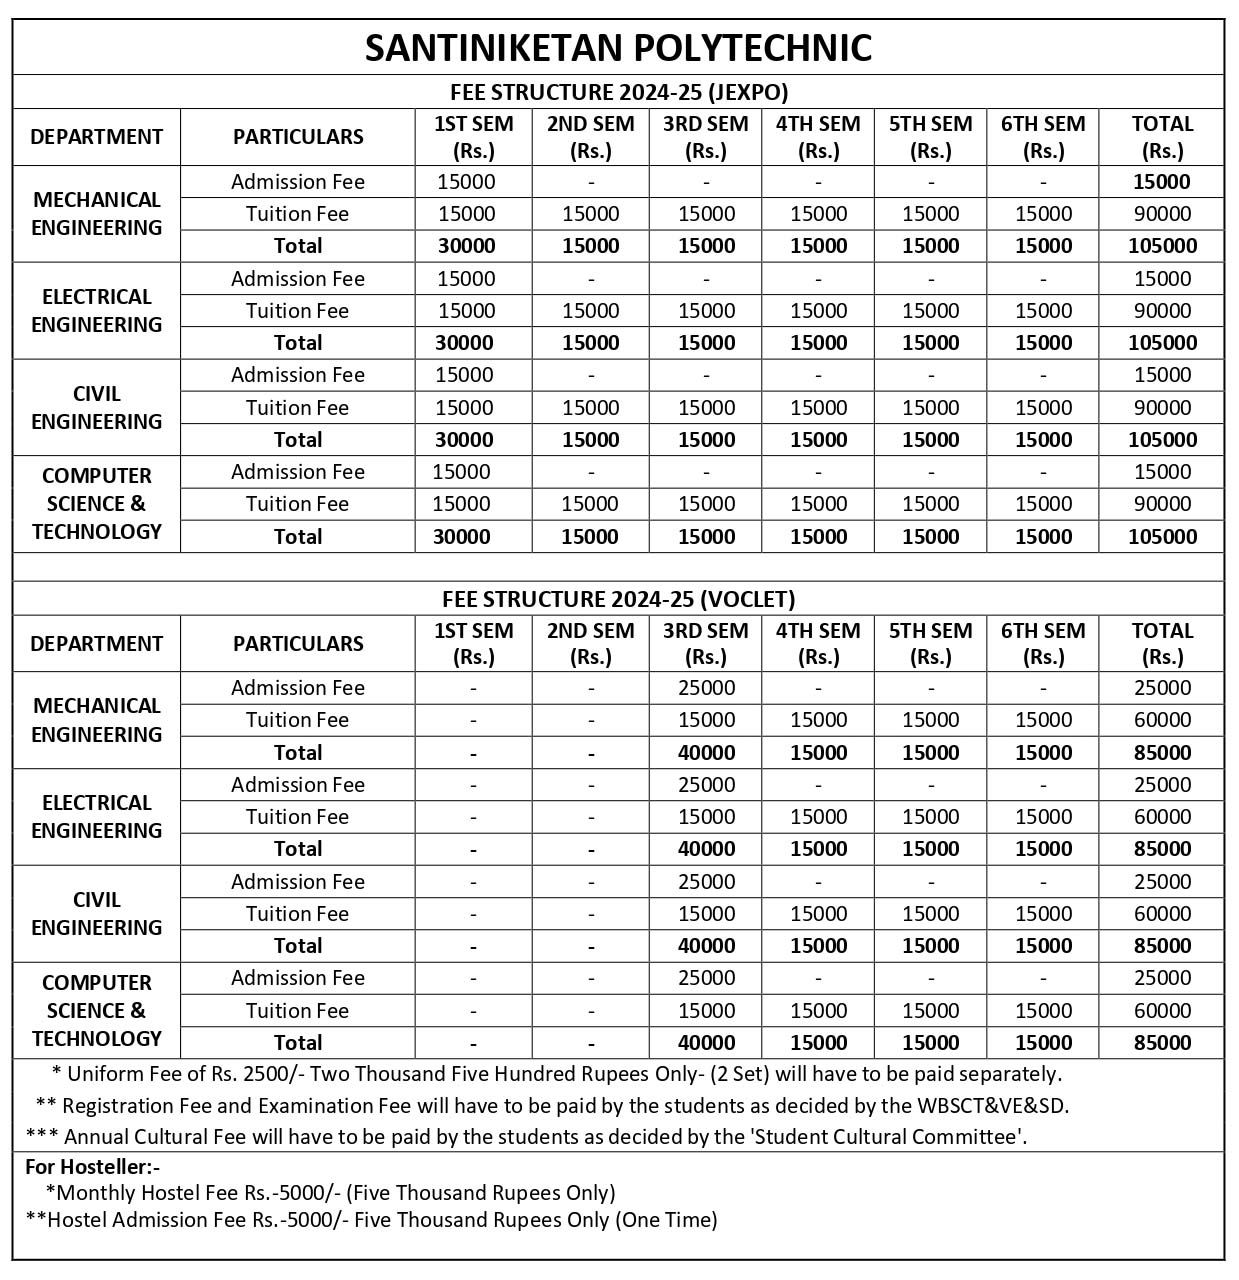 SANTINIKETAN POLYTECHNIC
FEE STRUCTURE 2024-25 (JEXPO)
DEPARTMENT PARTICULARS 1ST SEM (Rs.) 2ND SEM (Rs.) 3RD SEM (Rs.) 4TH SEM (Rs.) 5TH SEM (Rs.) 6TH SEM (Rs.) TOTAL (Rs.)
MECHANICAL ENGINEERING
Admission Fee 15000 - - - - - 15000
Tuition Fee 15000 15000 15000 15000 15000 15000 90000
Total 30000 15000 15000 15000 15000 15000 105000
ELECTRICAL ENGINEERING
Admission Fee 15000 - - - - - 15000
Tuition Fee 15000 15000 15000 15000 15000 15000 90000
Total 30000 15000 15000 15000 15000 15000 105000
CIVIL ENGINEERING
Admission Fee 15000 - - - - - 15000
Tuition Fee 15000 15000 15000 15000 15000 15000 90000
Total 30000 15000 15000 15000 15000 15000 105000
COMPUTER SCIENCE & TECHNOLOGY
Admission Fee 15000 - - - - - 15000
Tuition Fee 15000 15000 15000 15000 15000 15000 90000
Total 30000 15000 15000 15000 15000 15000 105000
FEE STRUCTURE 2024-25 (VOCLET)
DEPARTMENT PARTICULARS 1ST SEM (Rs.) 2ND SEM (Rs.) 3RD SEM (Rs.) 4TH SEM (Rs.) 5TH SEM (Rs.) 6TH SEM (Rs.) TOTAL (Rs.)
MECHANICAL ENGINEERING
Admission Fee - - 25000 - - - 25000
Tuition Fee - - 15000 15000 15000 15000 60000
Total - - 40000 15000 15000 15000 85000
ELECTRICAL ENGINEERING
Admission Fee - - 25000 - - - 25000
Tuition Fee - - 15000 15000 15000 15000 60000
Total - - 40000 15000 15000 15000 85000
CIVIL ENGINEERING
Admission Fee - - 25000 - - - 25000
Tuition Fee - - 15000 15000 15000 15000 60000
Total - - 40000 15000 15000 15000 85000
COMPUTER SCIENCE & TECHNOLOGY
Admission Fee - - 25000 - - - 25000
Tuition Fee - - 15000 15000 15000 15000 60000
Total - - 40000 15000 15000 15000 85000
* Uniform Fee of Rs. 2500/- Two Thousand Five Hundred Rupees Only- (2 Set) will have to be paid separately.
** Registration Fee and Examination Fee will have to be paid by the students as decided by the WBSCT&VE&SD.
*** Annual Cultural Fee will have to be paid by the students as decided by the 'Student Cultural Committee'.
For Hosteller:-
*Monthly Hostel Fee Rs.-5000/- (Five Thousand Rupees Only)
**Hostel Admission Fee Rs.-5000/- Five Thousand Rupees Only (One Time)